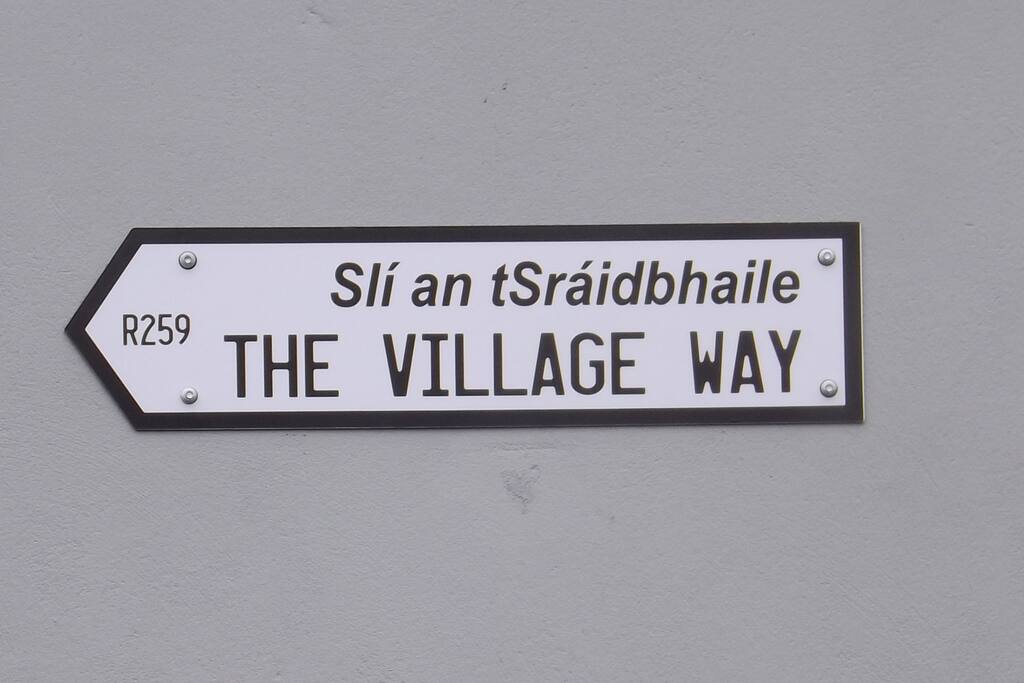 Slí an tSráidbhaile
R259
THE VILLAGE WAY